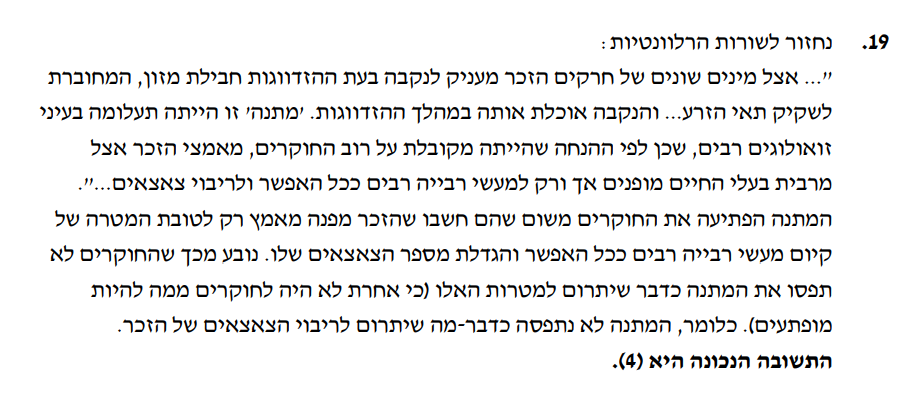 19. נחזור לשורות הרלוונטיות:
"... אצל מינים שונים של חרקים הזכר מעניק לנקבה בעת ההזדווגות חבילת מזון, המחוברת
לשקיק תאי הזרע... והנקבה אוכלת אותה במהלך ההזדווגות. 'מתנה' זו הייתה תעלומה בעיני
זואולוגים רבים, שכן לפי ההנחה שהייתה מקובלת על רוב החוקרים, מאמצי הזכר אצל
מרבית בעלי החיים מופנים אך ורק למעשי רבייה רבים ככל האפשר ולריבוי צאצאים...".
המתנה הפתיעה את החוקרים משום שהם חשבו שהזכר מפנה מאמץ רק לטובת המטרה של
קיום מעשי רבייה רבים ככל האפשר והגדלת מספר הצאצאים שלו. נובע מכך שהחוקרים לא
תפסו את המתנה כדבר שיתרום למטרות האלו (כי אחרת לא היה לחוקרים ממה להיות
מופתעים). כלומר, המתנה לא נתפסה כדבר-מה שיתרום לריבוי הצאצאים של הזכר.
התשובה הנכונה היא (4).